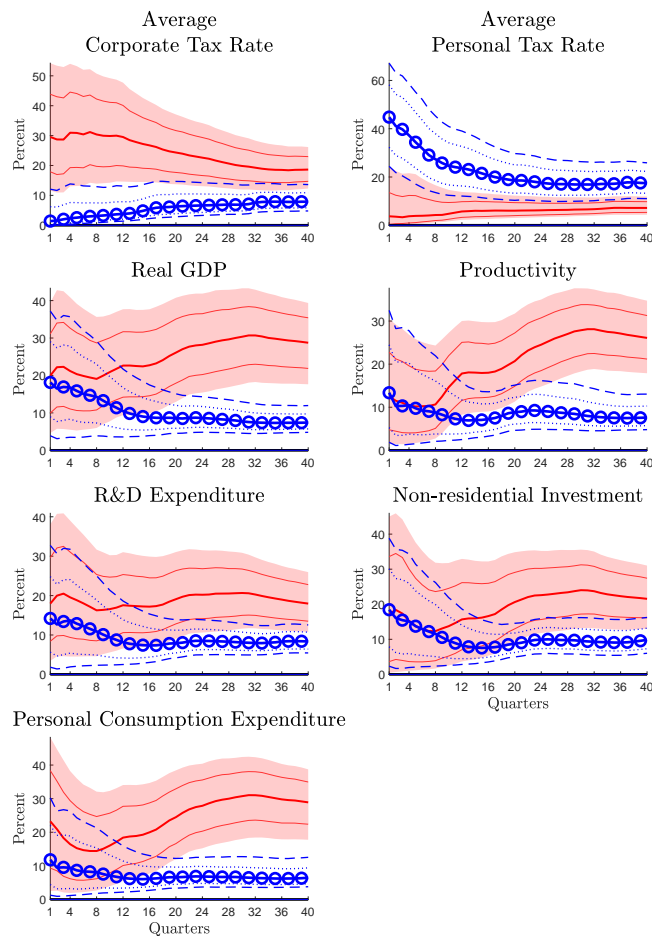 Average
Corporate Tax Rate
Percent
50
40
30
20
10
0
1 4 8 12 16 20 24 28 32 36 40
Average
Personal Tax Rate
Percent
60
40
20
0
1 4 8 12 16 20 24 28 32 36 40
Real GDP
Percent
40
30
20
10
0
1 4 8 12 16 20 24 28 32 36 40
Productivity
Percent
30
20
10
0
1 4 8 12 16 20 24 28 32 36 40
R&D Expenditure
Percent
40
30
20
10
0
1 4 8 12 16 20 24 28 32 36 40
Non-residential Investment
Percent
40
30
20
10
0
1 4 8 12 16 20 24 28 32 36 40
Quarters
Personal Consumption Expenditure
Percent
40
30
20
10
0
1 4 8 12 16 20 24 28 32 36 40
Quarters